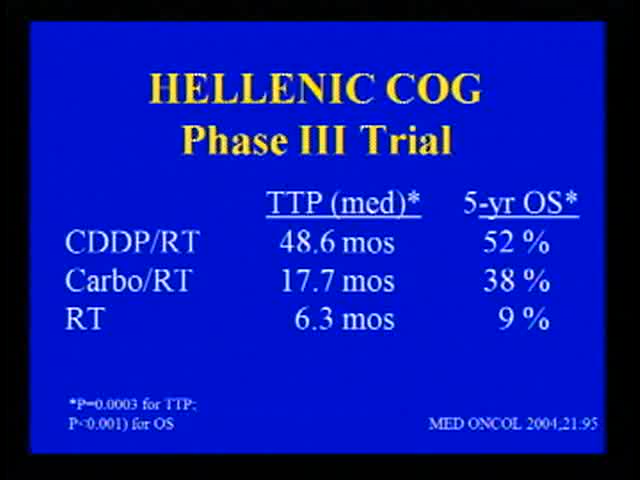 HELLENIC COG
Phase III Trial
TTP (med)* 5-yr OS*
CDDP/RT 48.6 mos 52 %
Carbo/RT 17.7 mos 38 %
RT 6.3 mos 9 %
*P=0.0003 for TTP;
P<0.001) for OS
MED ONCOL 2004;21:95